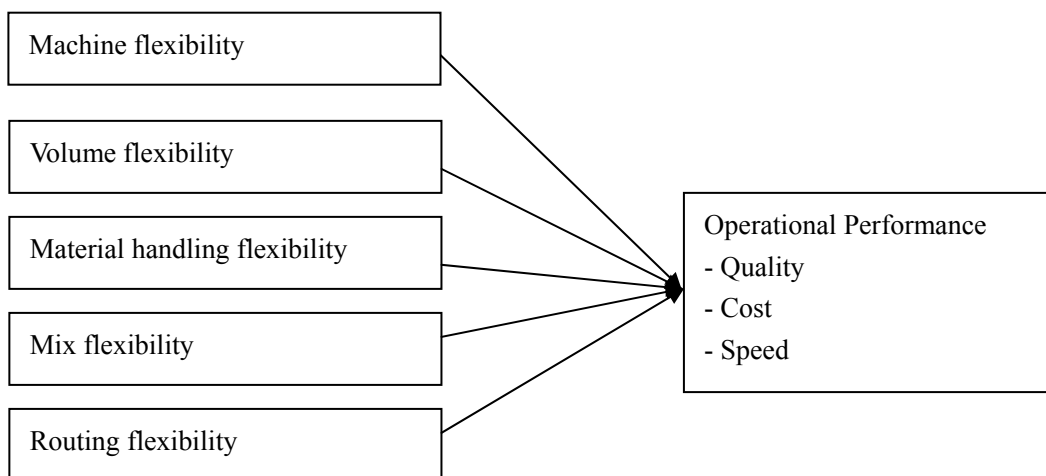 Machine flexibility
Volume flexibility
Material handling flexibility
Mix flexibility
Routing flexibility
Operational Performance
- Quality
- Cost
- Speed